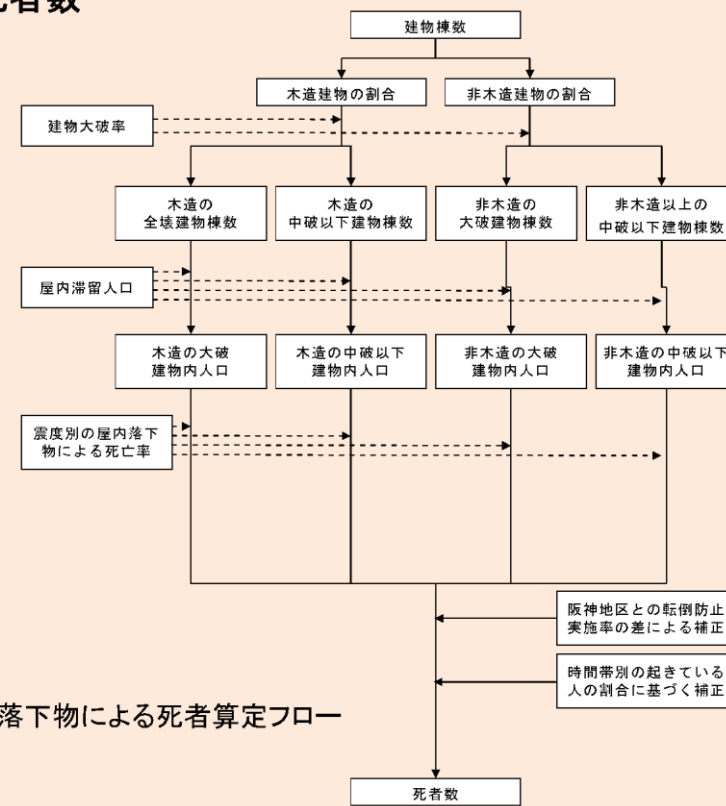 者数
建物棟数
木造建物の割合
非木造建物の割合
建物大破率
木造の
全壊建物棟数
木造の
中破以下建物棟数
非木造の
大破建物棟数
非木造以上の
中破以下建物棟数
屋内滞留人口
木造の大破
建物内人口
木造の中破以下
建物内人口
非木造の大破
建物内人口
非木造の中破以下
建物内人口
震度別の屋内落下
物による死亡率
阪神地区との転倒防止
実施率の差による補正
時間帯別の起きている
人の割合に基づく補正
落下物による死者算定フロー
死者数